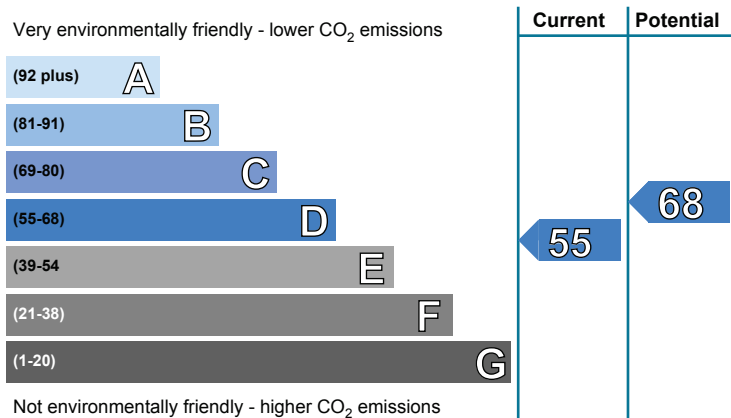 Very environmentally friendly - lower CO2 emissions
Current
Potential
(92 plus) A
(81-91) B
(69-80) C
(55-68) D
(39-54 E
(21-38) F
(1-20) G
55
68
Not environmentally friendly - higher CO2 emissions